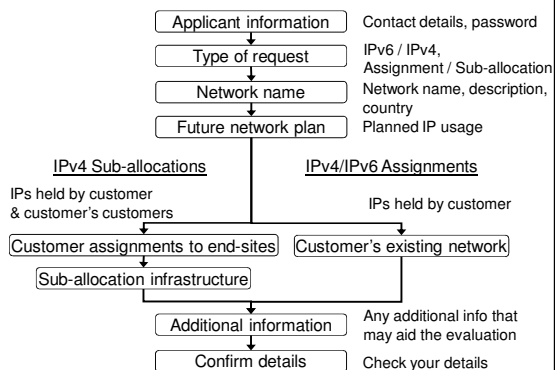 Applicant information
Contact details, password
Type of request
IPv6 / IPv4,
Assignment / Sub-allocation
Network name
Network name, description,
country
Future network plan
Planned IP usage
IPv4 Sub-allocations
IPv4/IPv6 Assignments
IPs held by customer
& customer's customers
IPs held by customer
Customer assignments to end-sites
Customer's existing network
Sub-allocation infrastructure
Additional information
Any additional info that
may aid the evaluation
Confirm details
Check your details